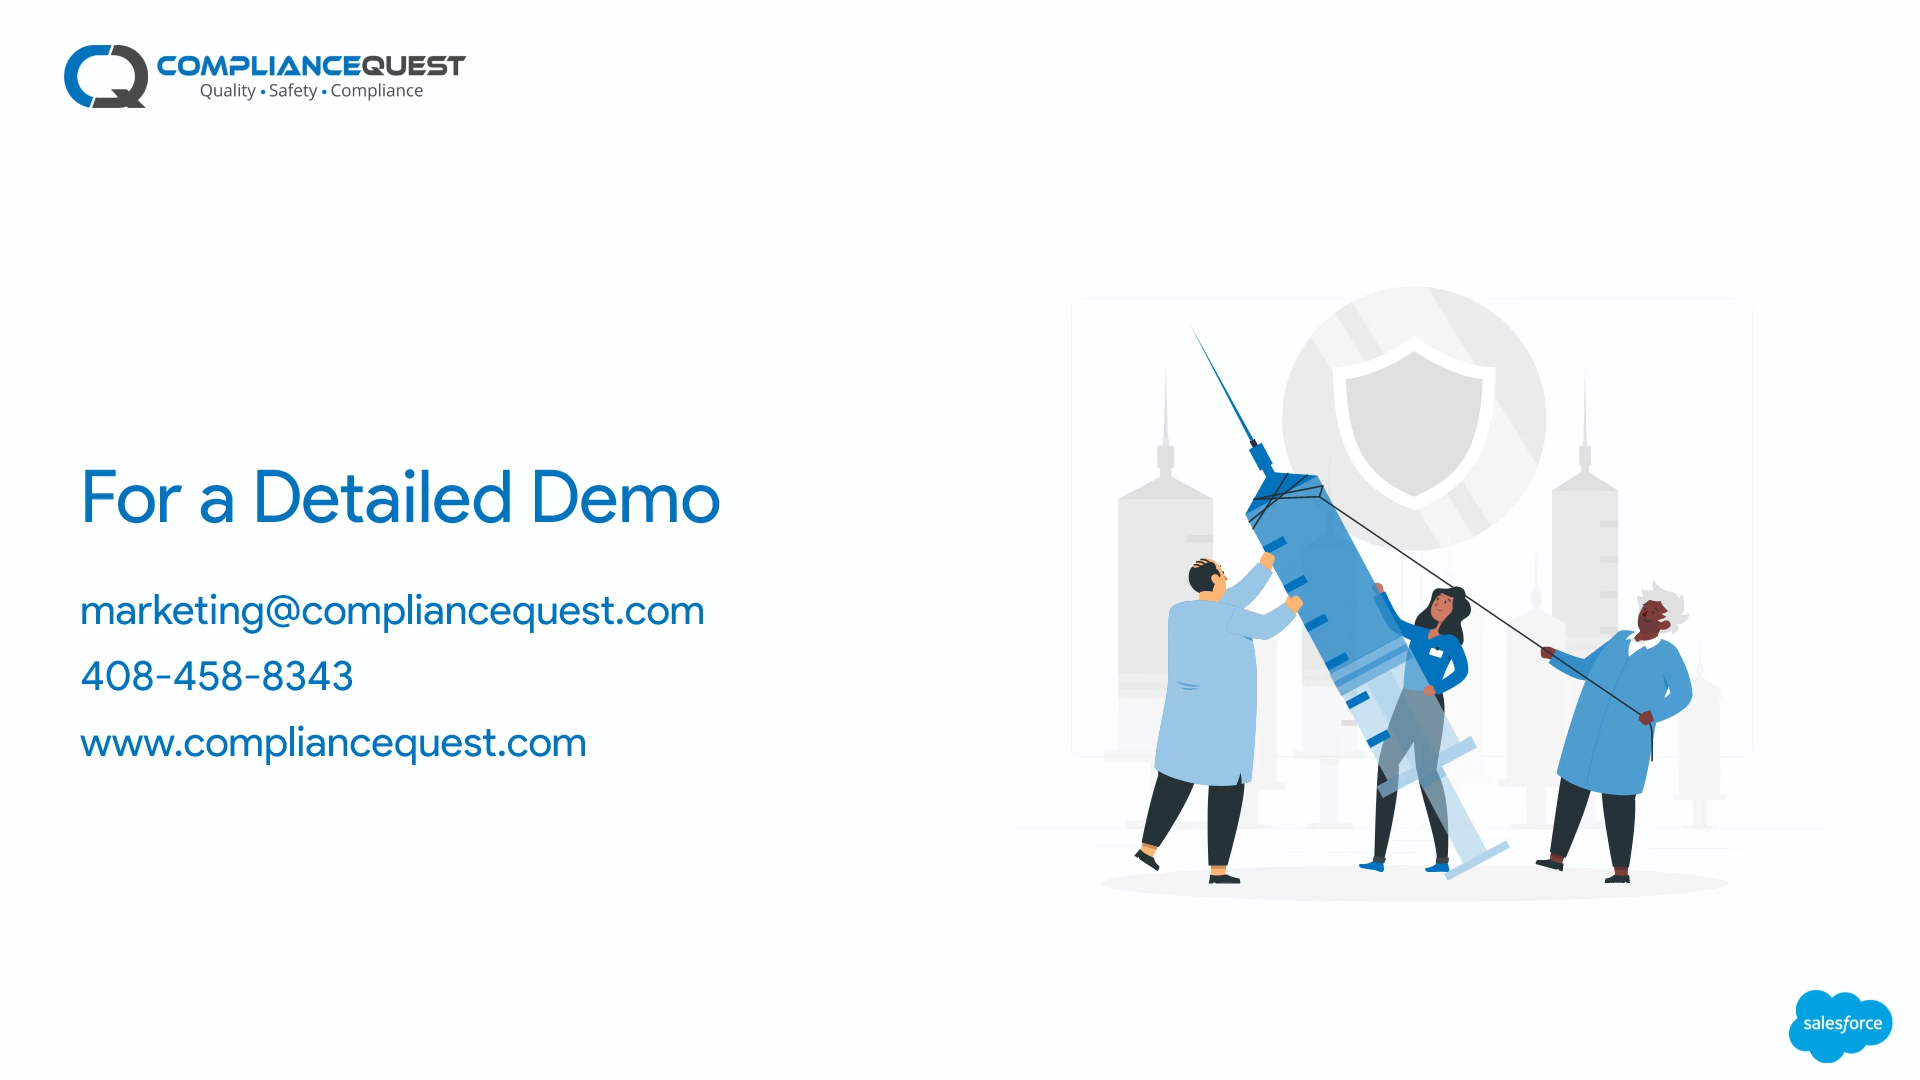 COMPLIANCEQUEST
Quality • Safety • Compliance
For a Detailed Demo
marketing@compliancequest.com
408-458-8343
www.compliancequest.com
salesforce